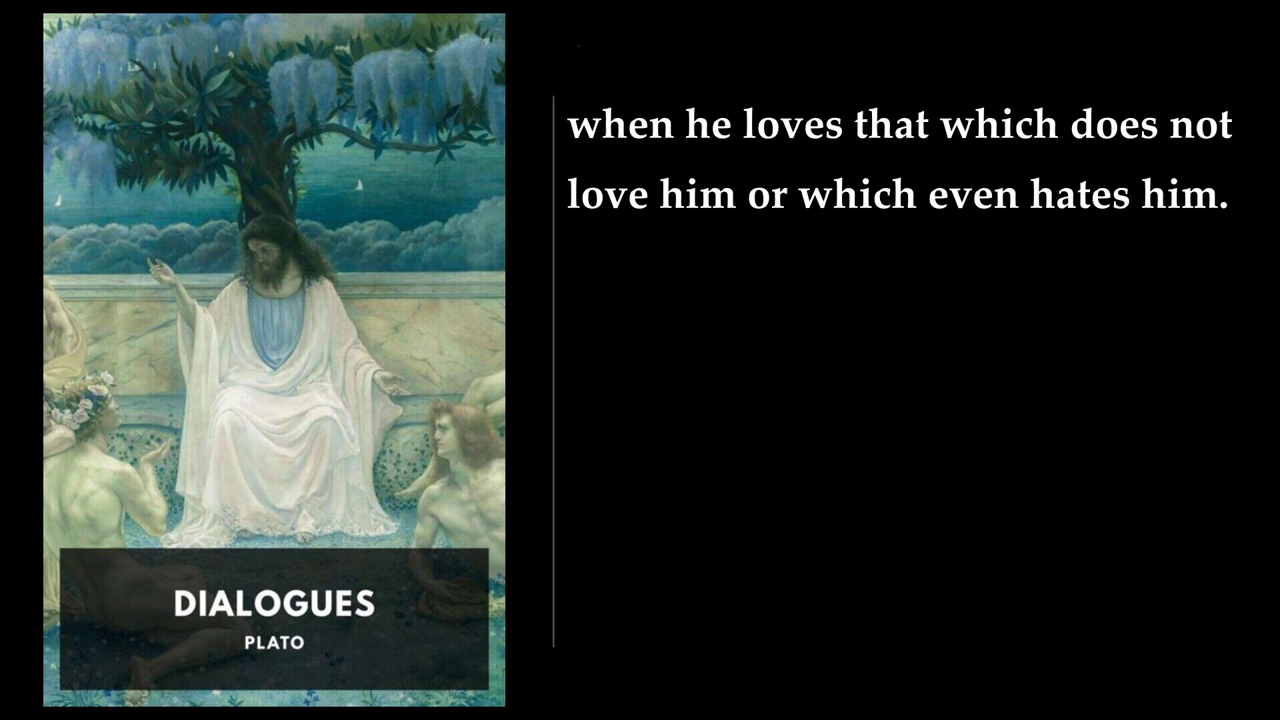 when he loves that which does not
love him or which even hates him.
DIALOGUES
PLATO